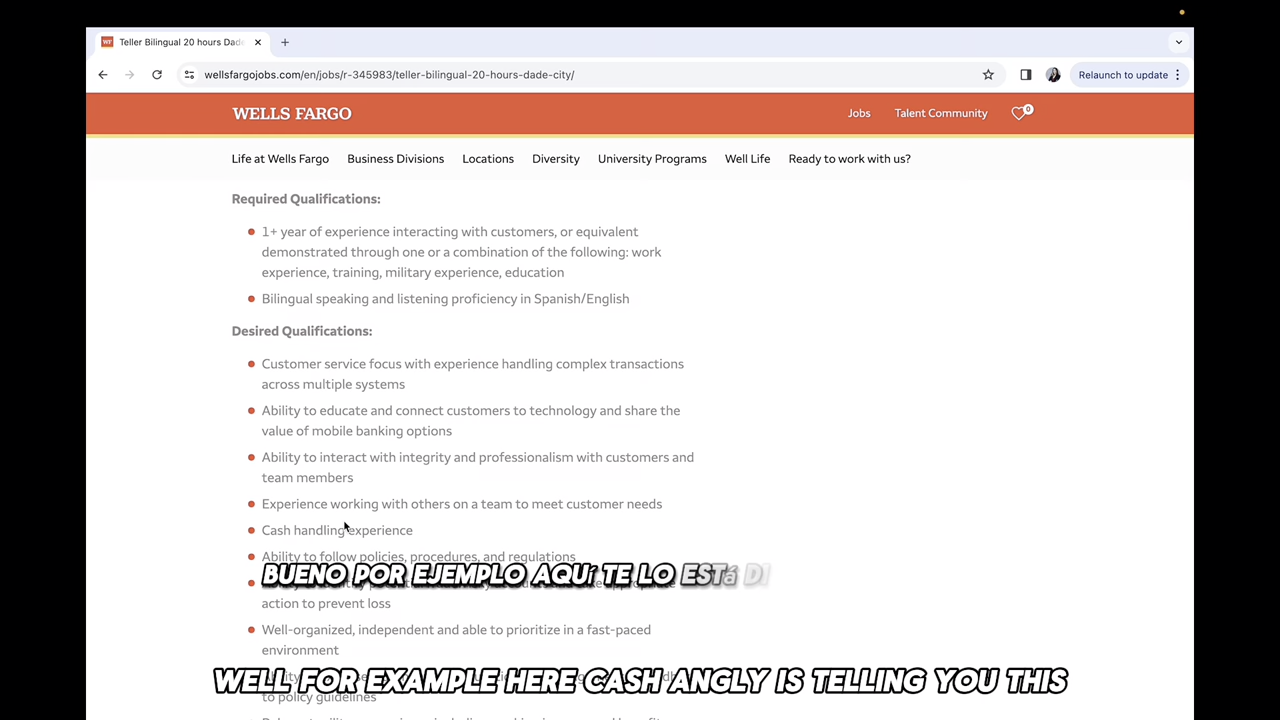 Teller Bilingual 20 hours Dade
wellsfargojobs.com/en/jobs/r-345983/teller-bilingual-20-hours-dade-city/
Relaunch to update
WELLS FARGO
Jobs
Talent Community
0
Life at Wells Fargo
Business Divisions
Locations
Diversity
University Programs
Well Life
Ready to work with us?
Required Qualifications:
1+ year of experience interacting with customers, or equivalent
demonstrated through one or a combination of the following: work
experience, training, military experience, education
Bilingual speaking and listening proficiency in Spanish/English
Desired Qualifications:
Customer service focus with experience handling complex transactions
across multiple systems
Ability to educate and connect customers to technology and share the
value of mobile banking options
Ability to interact with integrity and professionalism with customers and
team members
Experience working with others on a team to meet customer needs
Cash handling experience
Ability to follow policies, procedures, and regulations
BUENO POR EJEMPLO AQUÍ TE LO ESTá DI
action to prevent loss
Well-organized, independent and able to prioritize in a fast-paced
environment
WELL FOR EXAMPLE HERE CASH ANGLY IS TELLING YOU THIS
to policy guidelines